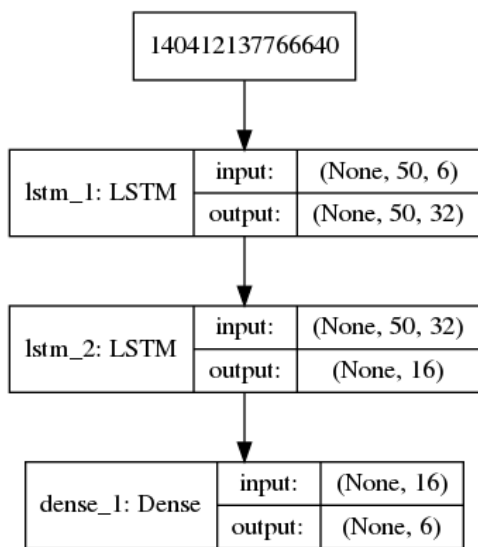 140412137766640
lstm_1: LSTM
input: (None, 50, 6)
output: (None, 50, 32)
lstm_2: LSTM
input: (None, 50, 32)
output: (None, 16)
dense_1: Dense
input: (None, 16)
output: (None, 6)